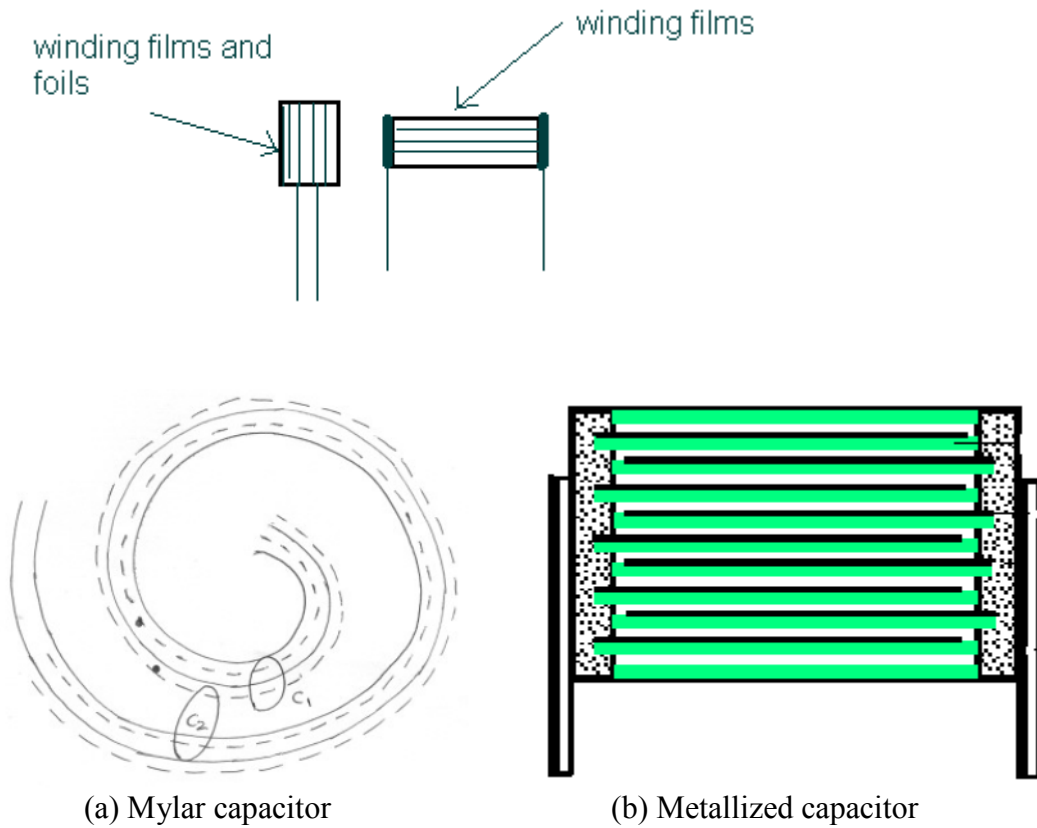 winding films and
foils
winding films
C1
C2
(a) Mylar capacitor
(b) Metallized capacitor